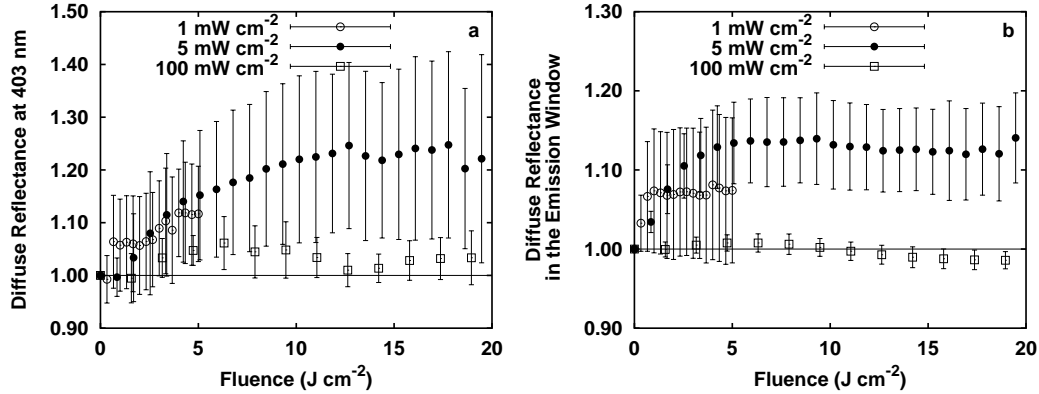 1 mW cm-2
5 mW cm-2
100 mW cm-2
a
1.50
1.40
1.30
1.20
1.10
1.00
0.90
Diffuse Reflectance at 403 nm
0
5
10
15
20
Fluence (J cm-2)
1 mW cm-2
5 mW cm-2
100 mW cm-2
b
1.30
1.20
1.10
1.00
0.90
Diffuse Reflectance
in the Emission Window
0
5
10
15
20
Fluence (J cm-2)